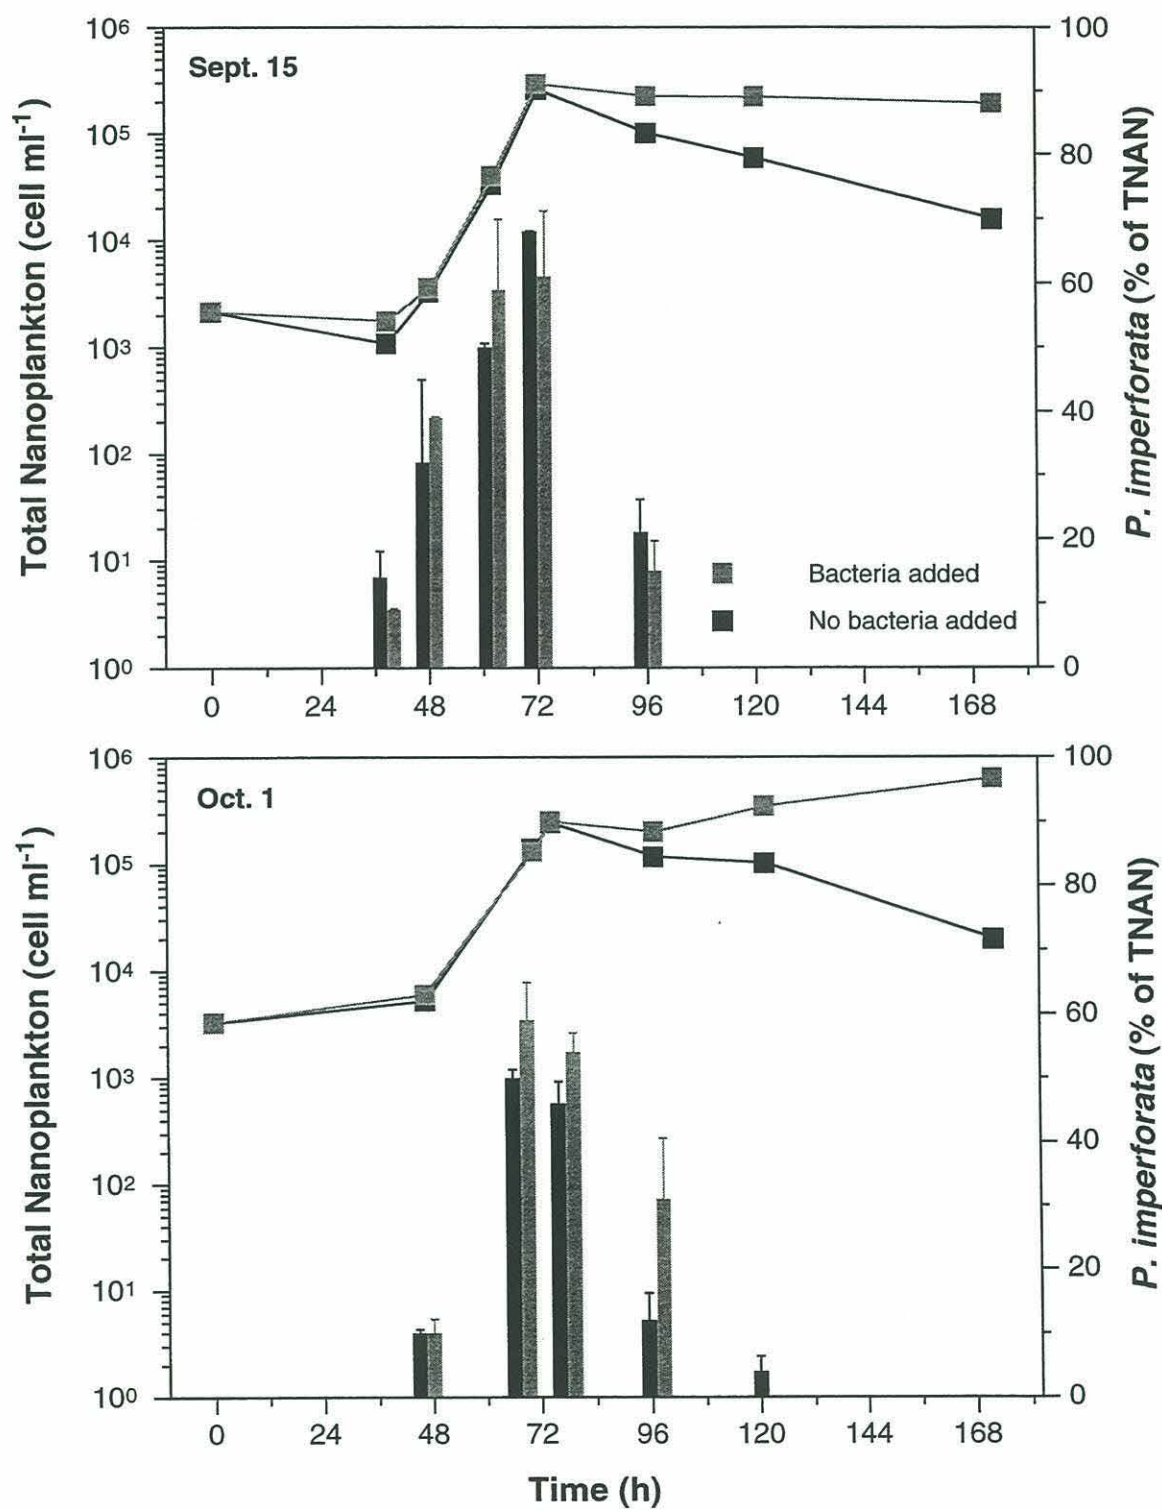 Total Nanoplankton (cell ml⁻¹)
10⁶
10⁵
10⁴
10³
10²
10¹
10⁰
Sept. 15
Bacteria added
No bacteria added
100
80
60
40
20
0
P. imperforata (% of TNAN)
0 24 48 72 96 120 144 168
Total Nanoplankton (cell ml⁻¹)
10⁶
10⁵
10⁴
10³
10²
10¹
10⁰
Oct. 1
100
80
60
40
20
0
P. imperforata (% of TNAN)
0 24 48 72 96 120 144 168
Time (h)